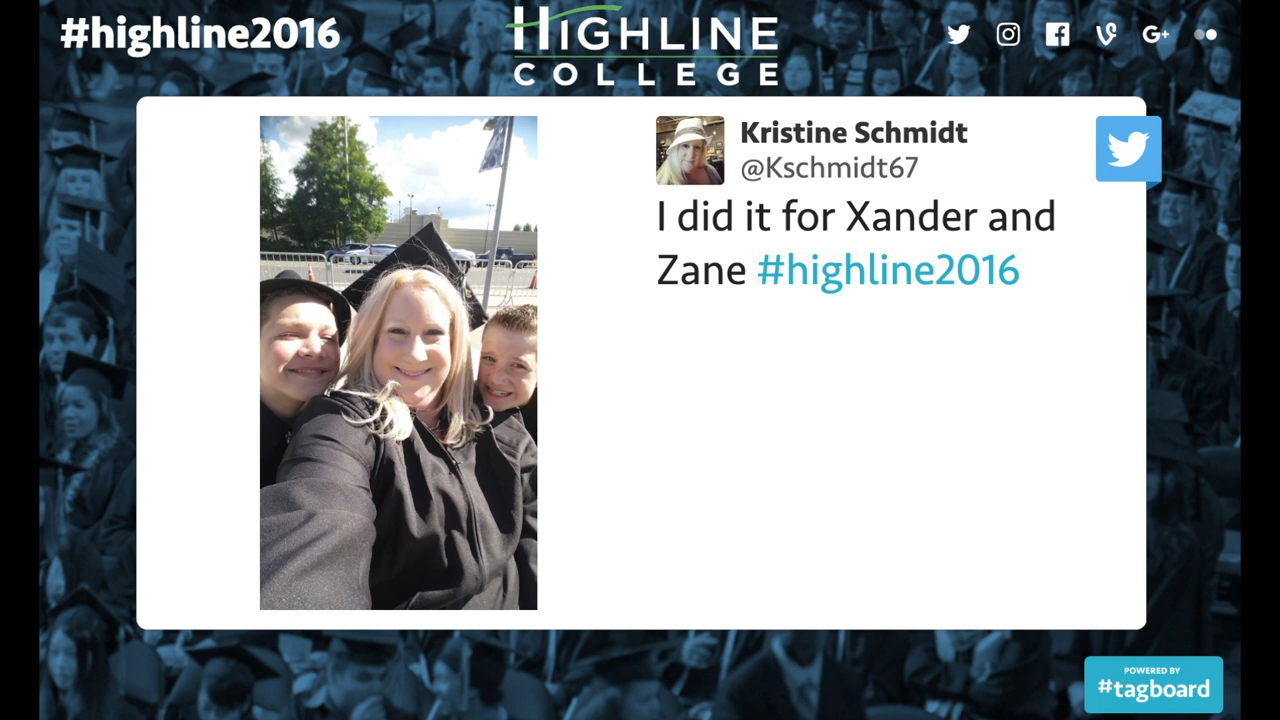 #highline2016
HIGHLINE
COLLEGE
G+
Kristine Schmidt
@Kschmidt67
I did it for Xander and
Zane #highline2016
POWERED BY
#tagboard